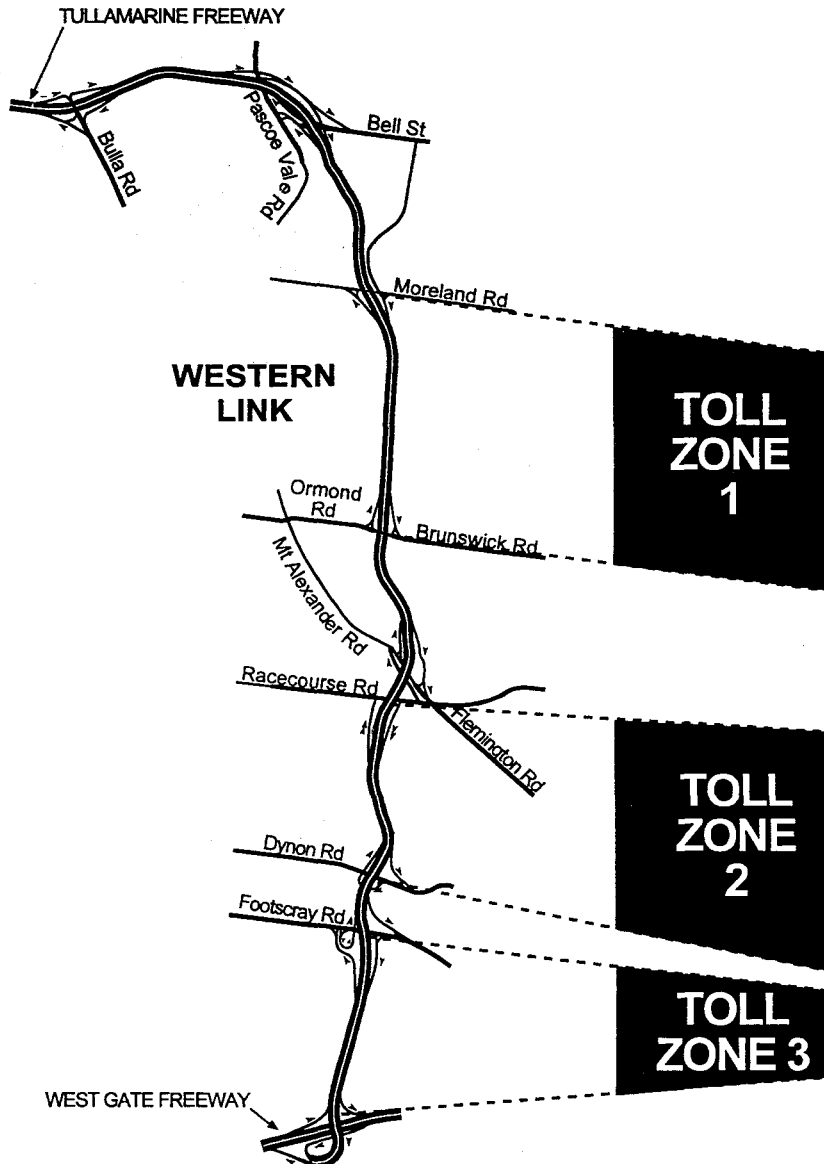 TULLAMARINE FREEWAY
Bell St
Pascoe Vale Rd
Bulla Rd
Moreland Rd
WESTERN
LINK
TOLL
ZONE
1
Ormond
Rd
Brunswick Rd
Mt Alexander Rd
Racecourse Rd
Flemington Rd
TOLL
ZONE
2
Dynon Rd
Footscray Rd
TOLL
ZONE 3
WEST GATE FREEWAY